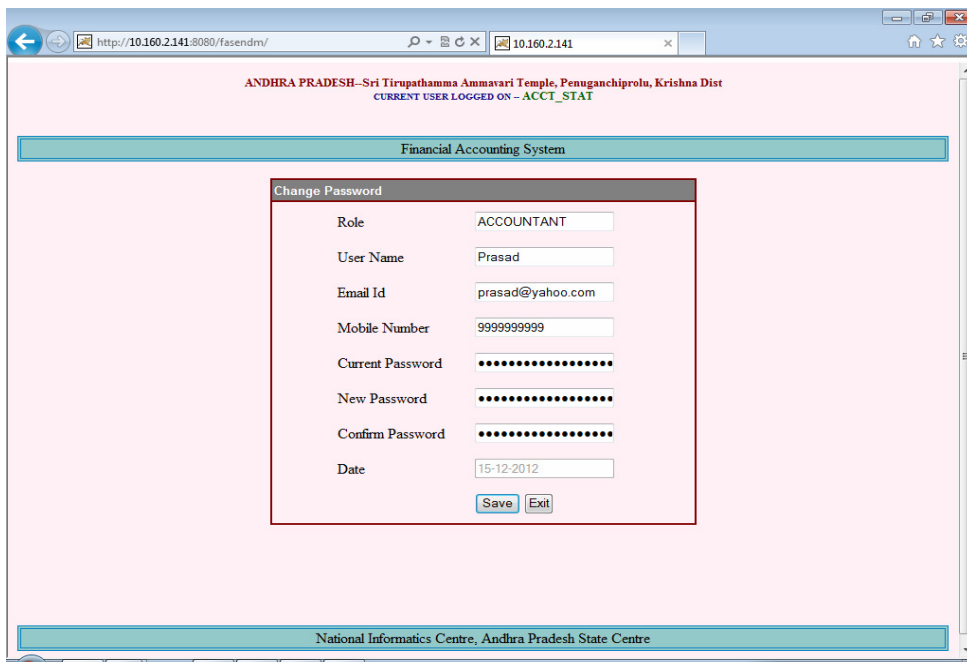 http://10.160.2.141:8080/fasendm/
10.160.2.141
ANDHRA PRADESH--Sri Tirupathamma Ammavari Temple, Penuganchiprolu, Krishna Dist
CURRENT USER LOGGED ON -- ACCT_STAT
Financial Accounting System
Change Password
Role ACCOUNTANT
User Name Prasad
Email Id prasad@yahoo.com
Mobile Number 9999999999
Current Password ••••••••••••••••••
New Password ••••••••••••••••••
Confirm Password ••••••••••••••••••
Date 15-12-2012
Save Exit
National Informatics Centre, Andhra Pradesh State Centre